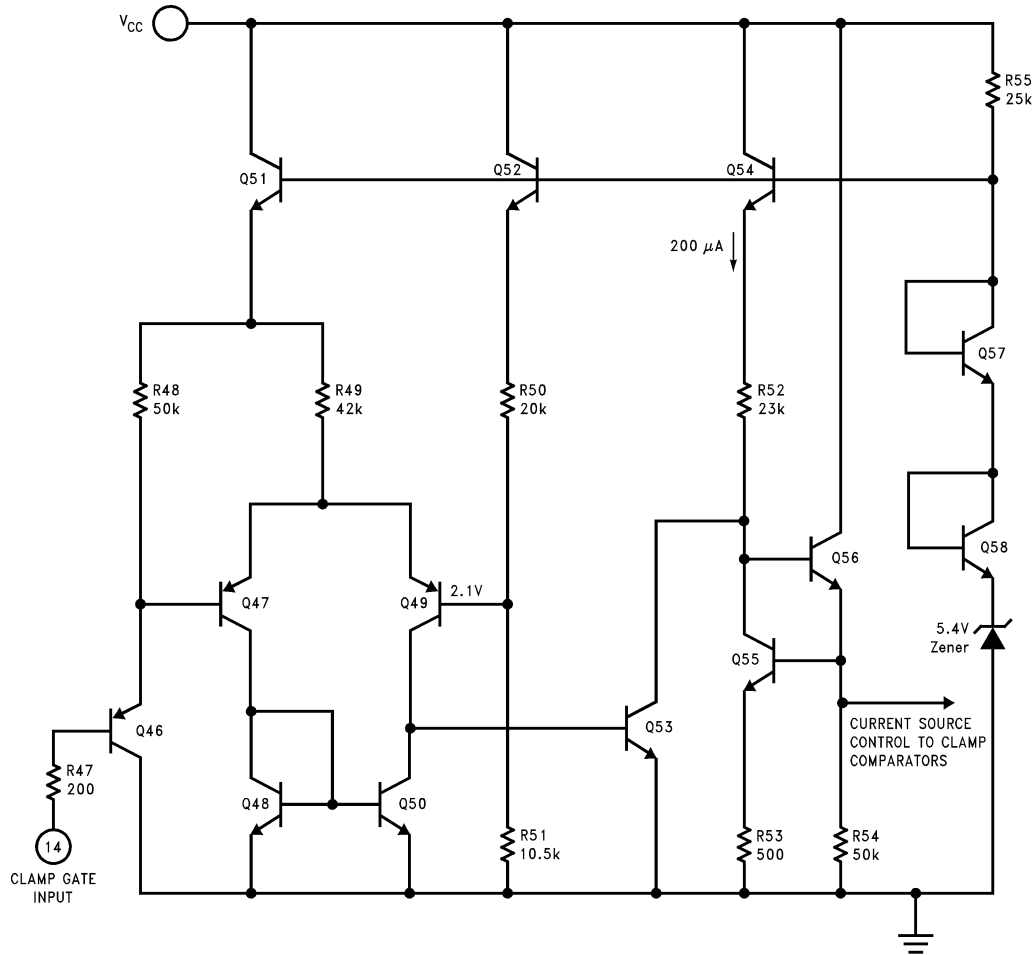 VCC
R55
25k
Q51
Q52
Q54
200 μA
Q57
R48
50k
R49
42k
R50
20k
R52
23k
Q58
Q56
Q47
Q49
2.1V
5.4V
Zener
Q55
Q46
Q53
CURRENT SOURCE
CONTROL TO CLAMP
COMPARATORS
R47
200
Q48
Q50
14
CLAMP GATE
INPUT
R51
10.5k
R53
500
R54
50k